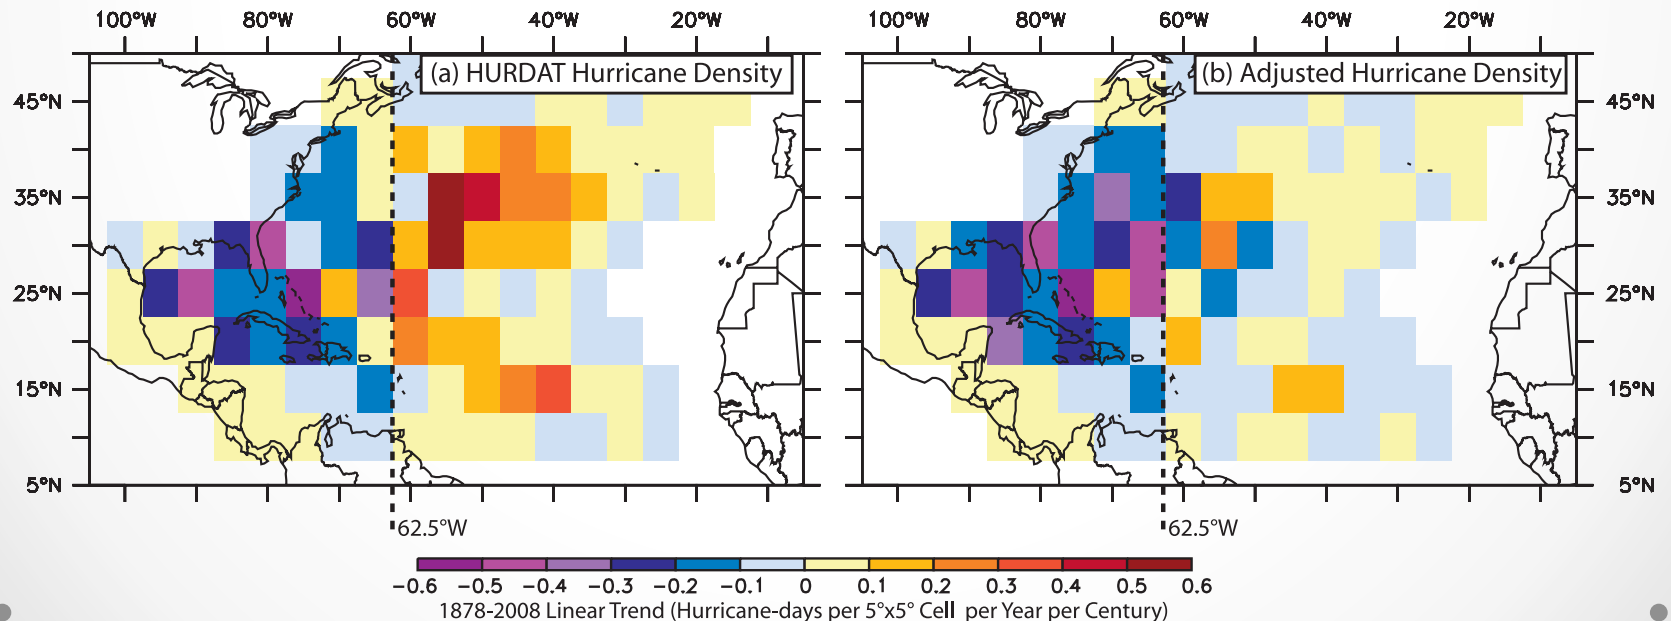 100°W 80°W 60°W 40°W 20°W 100°W 80°W 60°W 40°W 20°W
(a) HURDAT Hurricane Density (b) Adjusted Hurricane Density
45°N 45°N
35°N 35°N
25°N 25°N
15°N 15°N
5°N 5°N
62.5°W 62.5°W
−0.6 −0.5 −0.4 −0.3 −0.2 −0.1 0 0.1 0.2 0.3 0.4 0.5 0.6
1878-2008 Linear Trend (Hurricane-days per 5°x5° Cell per Year per Century)